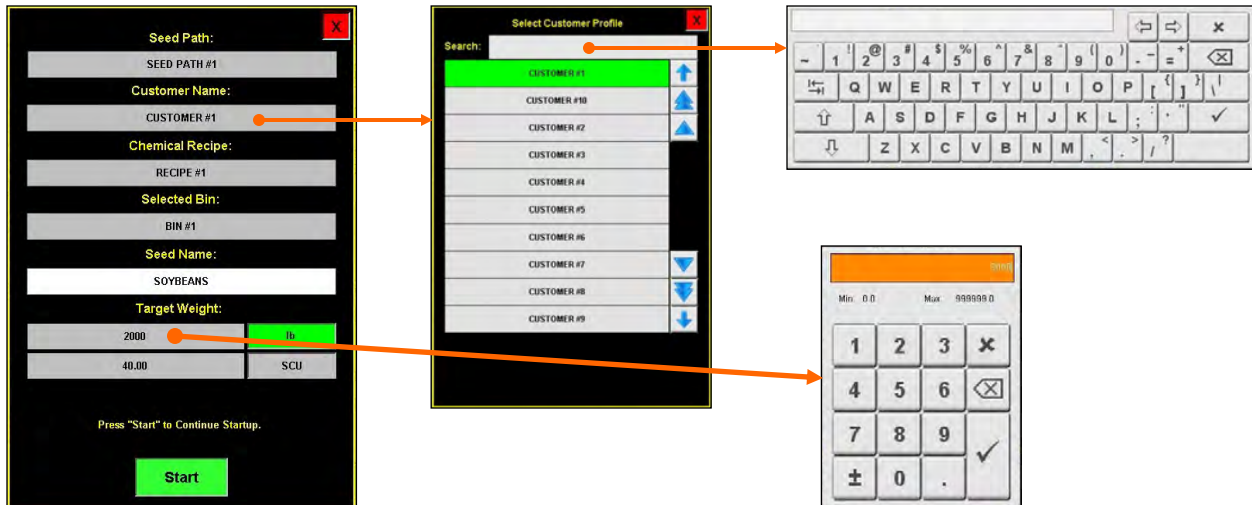 X
Seed Path:
SEED PATH #1
Customer Name:
CUSTOMER #1
Chemical Recipe:
RECIPE #1
Selected Bin:
BIN #1
Seed Name:
SOYBEANS
Target Weight:
2000 lb
40.00 SCU
Press "Start" to Continue Startup.
Start
Select Customer Profile X
Search:
CUSTOMER #1
CUSTOMER #10
CUSTOMER #2
CUSTOMER #3
CUSTOMER #4
CUSTOMER #5
CUSTOMER #6
CUSTOMER #7
CUSTOMER #8
CUSTOMER #9
~ ` 1 ! 2 @ 3 # 4 $ 5 % 6 ^ 7 & 8 9 ( 0 ) - _ = +
Q W E R T Y U I O P [ { ] } \ |
A S D F G H J K L ; : ' "
Z X C V B N M , < . > / ?
Min: 0.0 Max: 999999.0
1 2 3
4 5 6
7 8 9
± 0 .